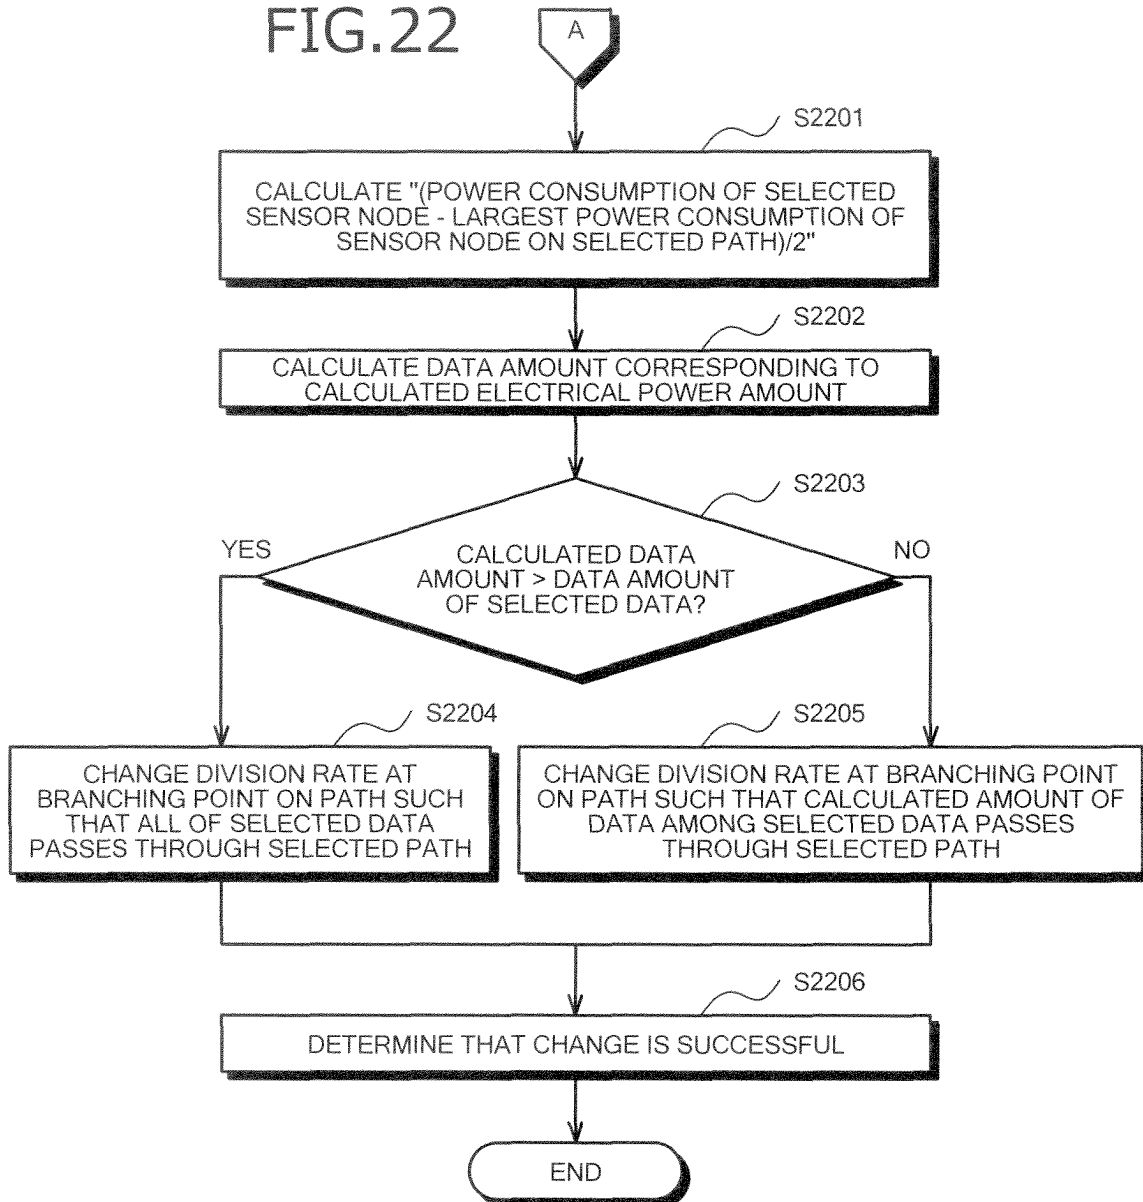 FIG.22
A
S2201
CALCULATE "(POWER CONSUMPTION OF SELECTED
SENSOR NODE - LARGEST POWER CONSUMPTION OF
SENSOR NODE ON SELECTED PATH)/2"
S2202
CALCULATE DATA AMOUNT CORRESPONDING TO
CALCULATED ELECTRICAL POWER AMOUNT
S2203
YES
CALCULATED DATA
AMOUNT > DATA AMOUNT
OF SELECTED DATA?
NO
S2204
CHANGE DIVISION RATE AT
BRANCHING POINT ON PATH SUCH
THAT ALL OF SELECTED DATA
PASSES THROUGH SELECTED PATH
S2205
CHANGE DIVISION RATE AT BRANCHING POINT
ON PATH SUCH THAT CALCULATED AMOUNT OF
DATA AMONG SELECTED DATA PASSES
THROUGH SELECTED PATH
S2206
DETERMINE THAT CHANGE IS SUCCESSFUL
END